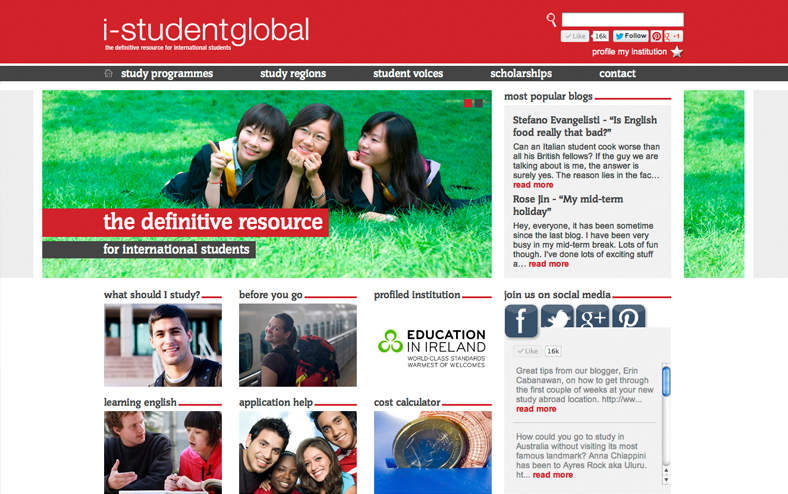 i-studentglobal
the definitive resource for international students
Like 16k Follow +1
profile my institution
study programmes study regions student voices scholarships contact
the definitive resource
for international students
most popular blogs
Stefano Evangelisti - “Is English
food really that bad?”
Can an Italian student cook worse than
all his British fellows? If the guy we are
talking about is me, the answer is
surely yes. The reason lies in the fac...
read more
Rose Jin - “My mid-term
holiday”
Hey, everyone, it has been sometime
since the last blog. I have been very
busy in my mid-term break. Lots of fun
though. I've done lots of exciting stuff
a... read more
what should I study?
before you go
profiled institution
EDUCATION
IN IRELAND
WORLD-CLASS STANDARDS
WARMEST OF WELCOMES
join us on social media
Like 16k
Great tips from our blogger, Erin
Cabanawan, on how to get through
the first couple of weeks at your new
study abroad location. http://ww...
read more
How could you go to study in
Australia without visiting its most
famous landmark? Anna Chiappini
has been to Ayres Rock aka Uluru.
ht... read more
learning english
application help
cost calculator